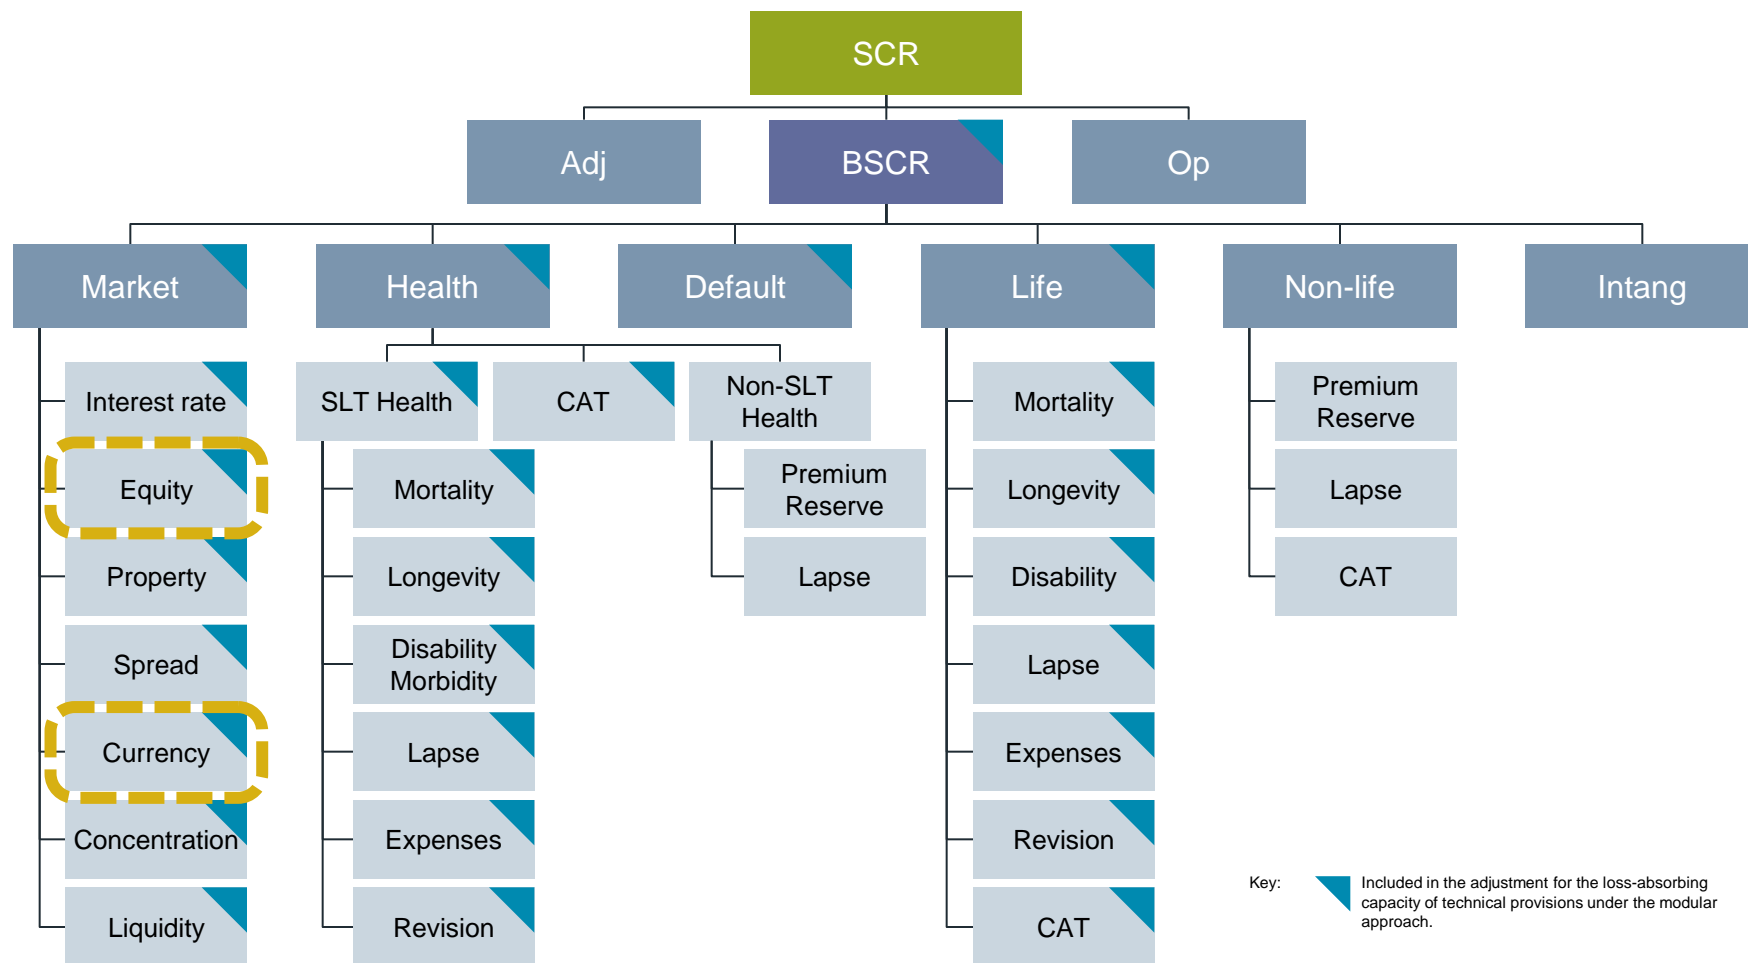 SCR
Adj
BSCR
Op
Market
Health
Default
Life
Non-life
Intang
Interest rate
Equity
Property
Spread
Currency
Concentration
Liquidity
SLT Health
CAT
Non-SLT
Health
Mortality
Longevity
Disability
Morbidity
Lapse
Expenses
Revision
Premium
Reserve
Lapse
Mortality
Longevity
Disability
Lapse
Expenses
Revision
CAT
Premium
Reserve
Lapse
CAT
Key:
Included in the adjustment for the loss-absorbing
capacity of technical provisions under the modular
approach.